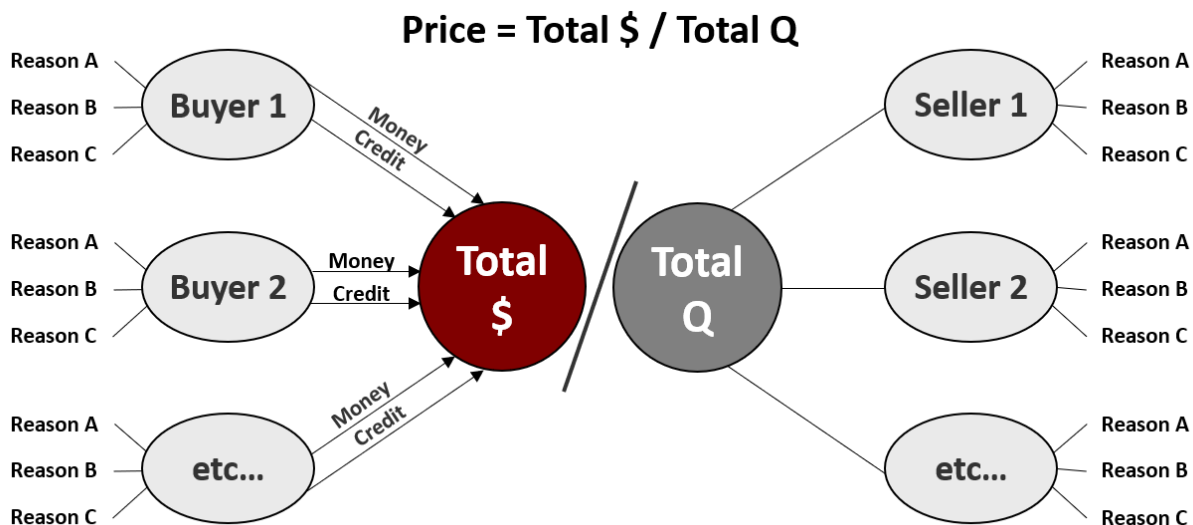 Price = Total $ / Total Q
Reason A
Reason B
Reason C
Buyer 1
Money
Credit
Reason A
Reason B
Reason C
Buyer 2
Money
Credit
Reason A
Reason B
Reason C
etc...
Money
Credit
Total
$
/
Total
Q
Seller 1
Reason A
Reason B
Reason C
Seller 2
Reason A
Reason B
Reason C
etc...
Reason A
Reason B
Reason C